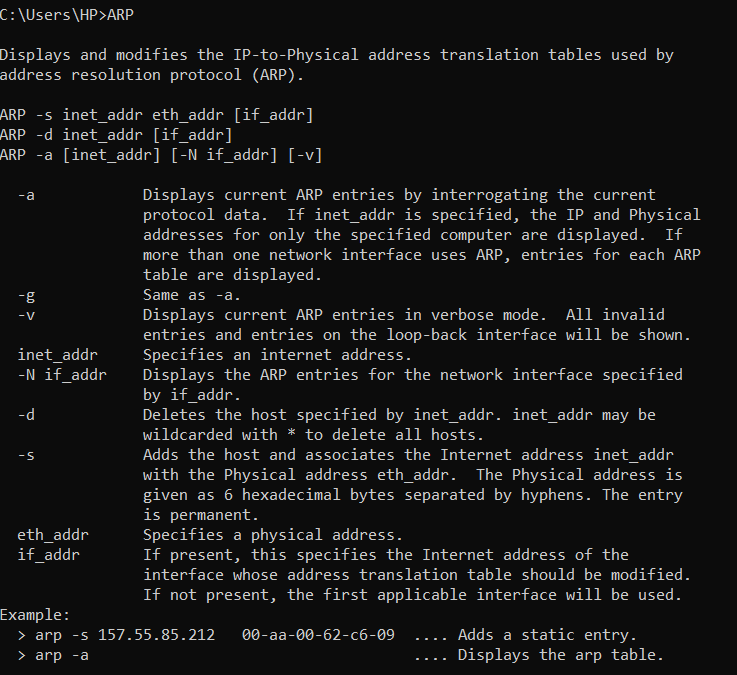 C:\Users\HP>ARP
Displays and modifies the IP-to-Physical address translation tables used by
address resolution protocol (ARP).
ARP -s inet_addr eth_addr [if_addr]
ARP -d inet_addr [if_addr]
ARP -a [inet_addr] [-N if_addr] [-v]
  -a            Displays current ARP entries by interrogating the current
                protocol data.  If inet_addr is specified, the IP and Physical
                addresses for only the specified computer are displayed.  If
                more than one network interface uses ARP, entries for each ARP
                table are displayed.
  -g            Same as -a.
  -v            Displays current ARP entries in verbose mode.  All invalid
                entries and entries on the loop-back interface will be shown.
  inet_addr     Specifies an internet address.
  -N if_addr    Displays the ARP entries for the network interface specified
                by if_addr.
  -d            Deletes the host specified by inet_addr. inet_addr may be
                wildcarded with * to delete all hosts.
  -s            Adds the host and associates the Internet address inet_addr
                with the Physical address eth_addr.  The Physical address is
                given as 6 hexadecimal bytes separated by hyphens. The entry
                is permanent.
  eth_addr      Specifies a physical address.
  if_addr       If present, this specifies the Internet address of the
                interface whose address translation table should be modified.
                If not present, the first applicable interface will be used.
Example:
  > arp -s 157.55.85.212   00-aa-00-62-c6-09  .... Adds a static entry.
  > arp -a                                    .... Displays the arp table.